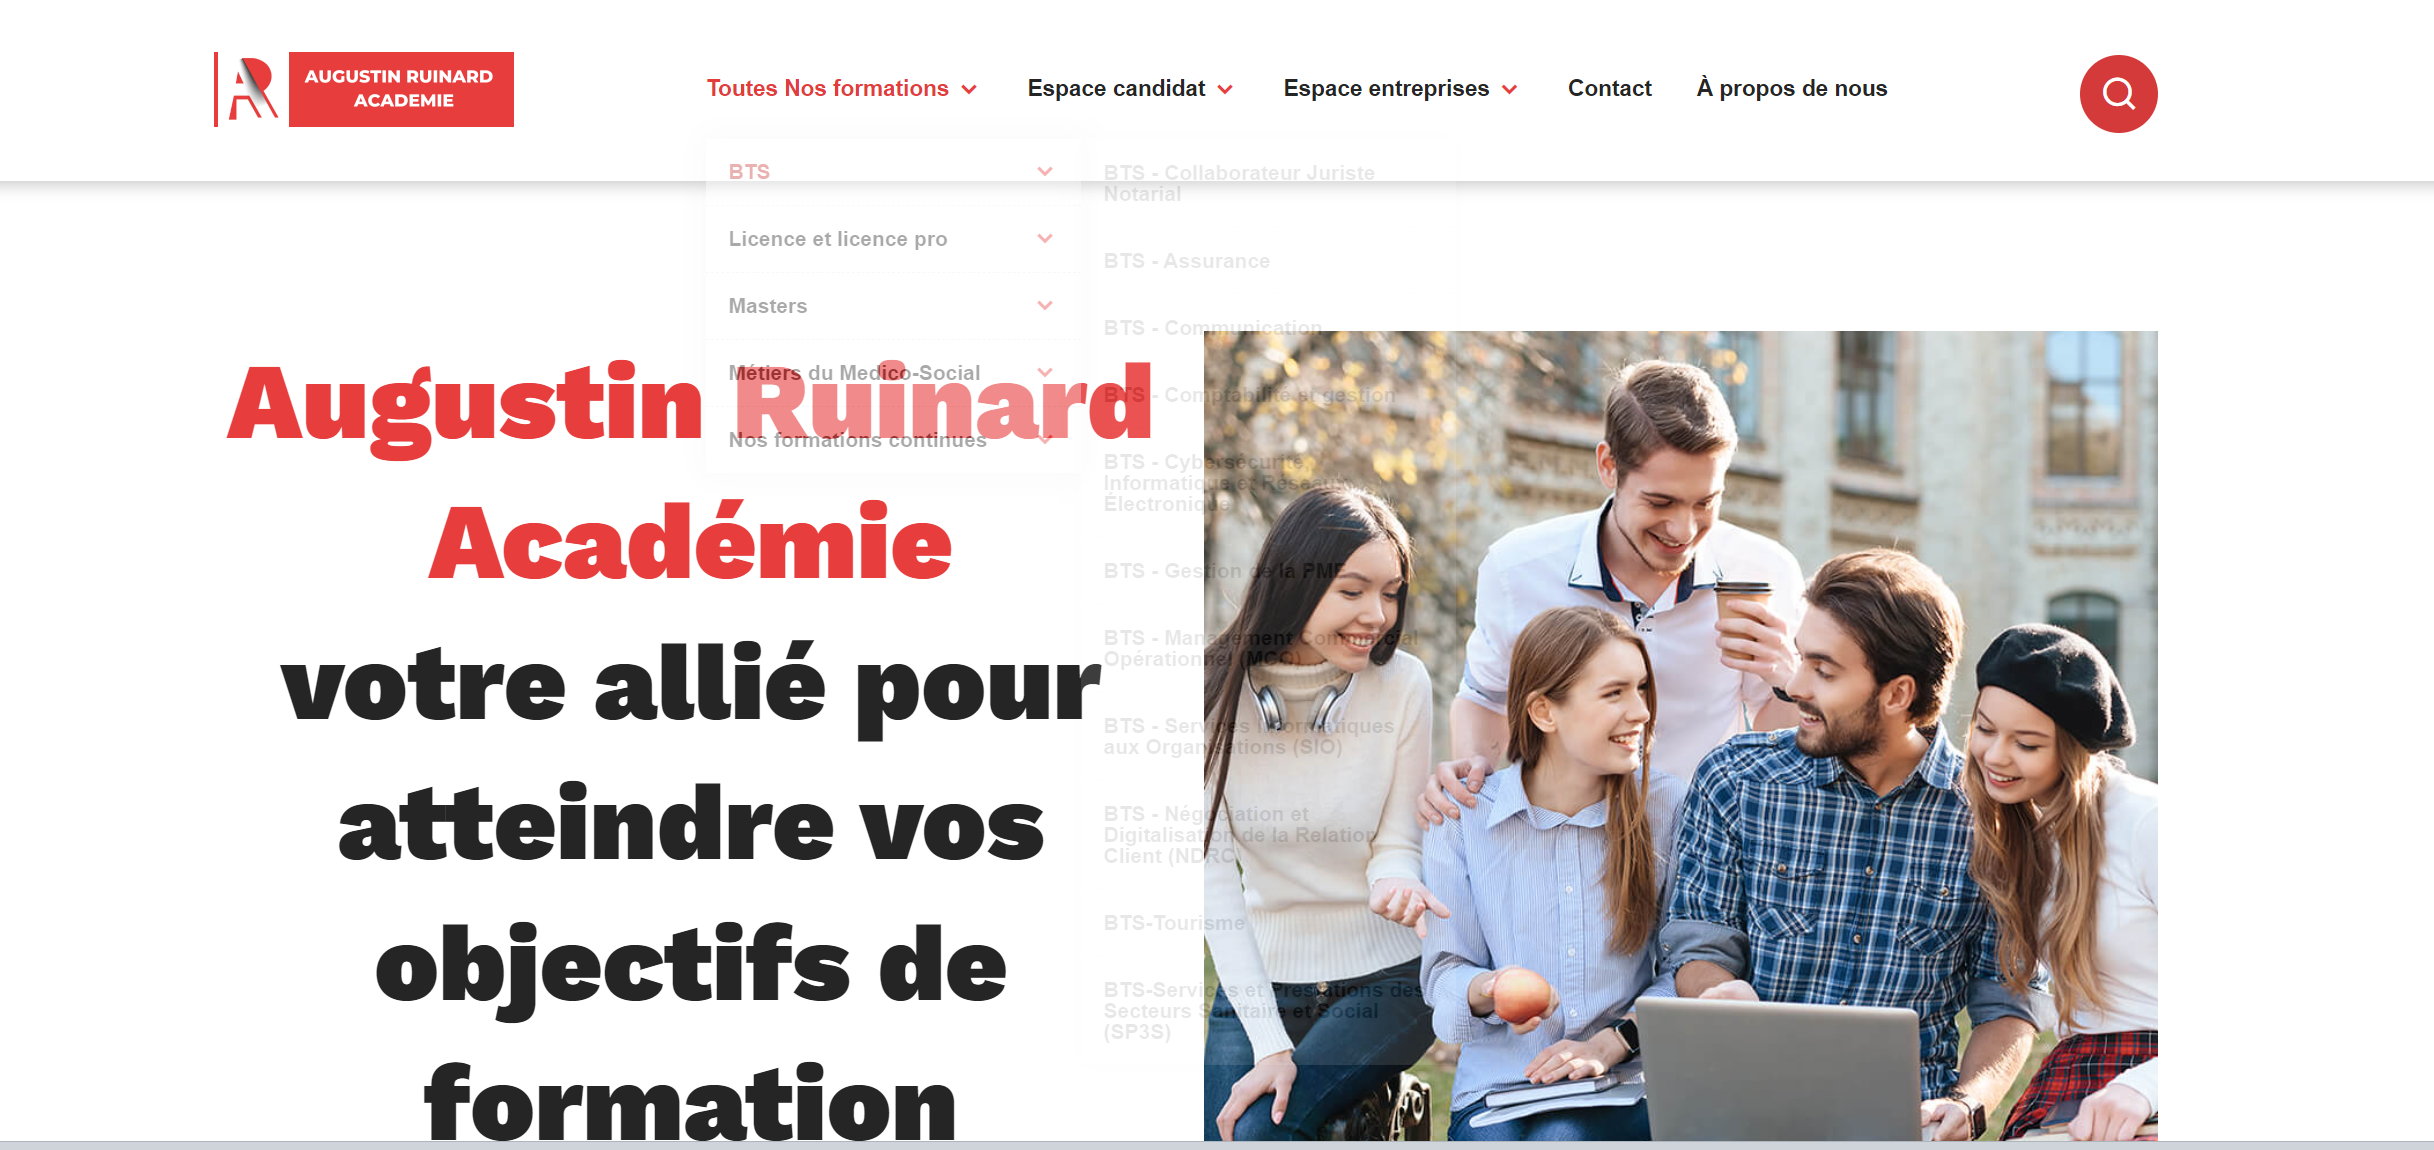 AUGUSTIN RUINARD
ACADEMIE
Toutes Nos formations
Espace candidat
Espace entreprises
Contact
À propos de nous
BTS
Licence et licence pro
Masters
Métiers du Medico-Social
Nos formations continues
BTS - Collaborateur Juriste
Notarial
BTS - Assurance
BTS - Communication
BTS - Comptabilité et gestion
BTS - Cybersécurité,
Informatique et Réseaux,
Électronique
BTS - Gestion de la PME
BTS - Management Commercial
Opérationnel (MCO)
BTS - Services Informatiques
aux Organisations (SIO)
BTS - Négociation et
Digitalisation de la Relation
Client (NDRC)
BTS-Tourisme
BTS-Services et Prestations des
Secteurs Sanitaire et Social
(SP3S)
Augustin Ruinard
Académie
votre allié pour
atteindre vos
objectifs de
formation